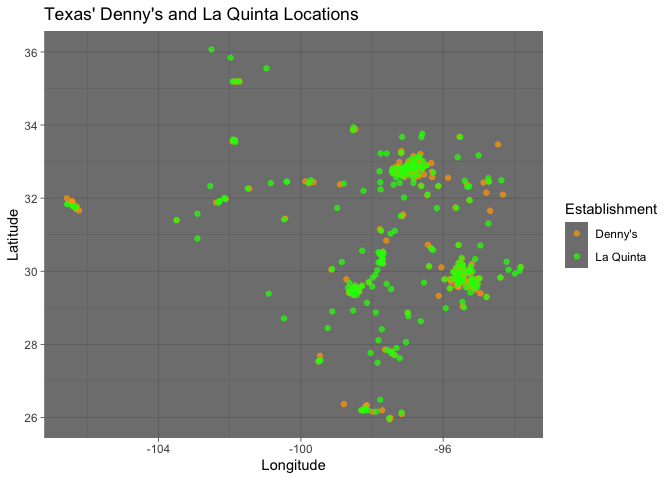 Texas' Denny's and La Quinta Locations
36
34
32
30
28
26
Latitude
-104
-100
-96
Longitude
Establishment
Denny's
La Quinta